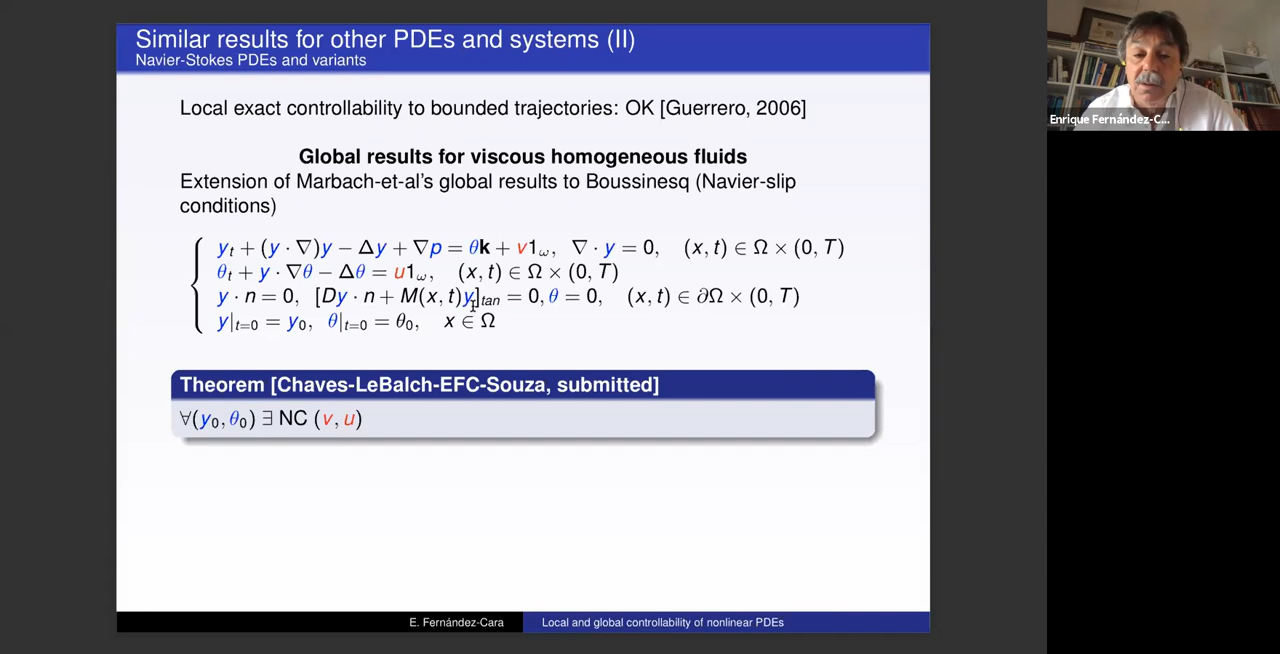 Similar results for other PDEs and systems (II)
Navier-Stokes PDEs and variants
Local exact controllability to bounded trajectories: OK [Guerrero, 2006]
Global results for viscous homogeneous fluids
Extension of Marbach-et-al's global results to Boussinesq (Navier-slip
conditions)
y_t + (y · ∇)y − Δy + ∇p = θk + v1_ω, ∇ · y = 0, (x, t) ∈ Ω × (0, T)
θ_t + y · ∇θ − Δθ = u1_ω, (x, t) ∈ Ω × (0, T)
y · n = 0, [Dy · n + M(x, t)y]_tan = 0, θ = 0, (x, t) ∈ ∂Ω × (0, T)
y|_{t=0} = y_0, θ|_{t=0} = θ_0, x ∈ Ω
Theorem [Chaves-LeBalch-EFC-Souza, submitted]
∀(y_0, θ_0) ∃ NC (v, u)
E. Fernández-Cara
Local and global controllability of nonlinear PDEs
Enrique Fernández-C...